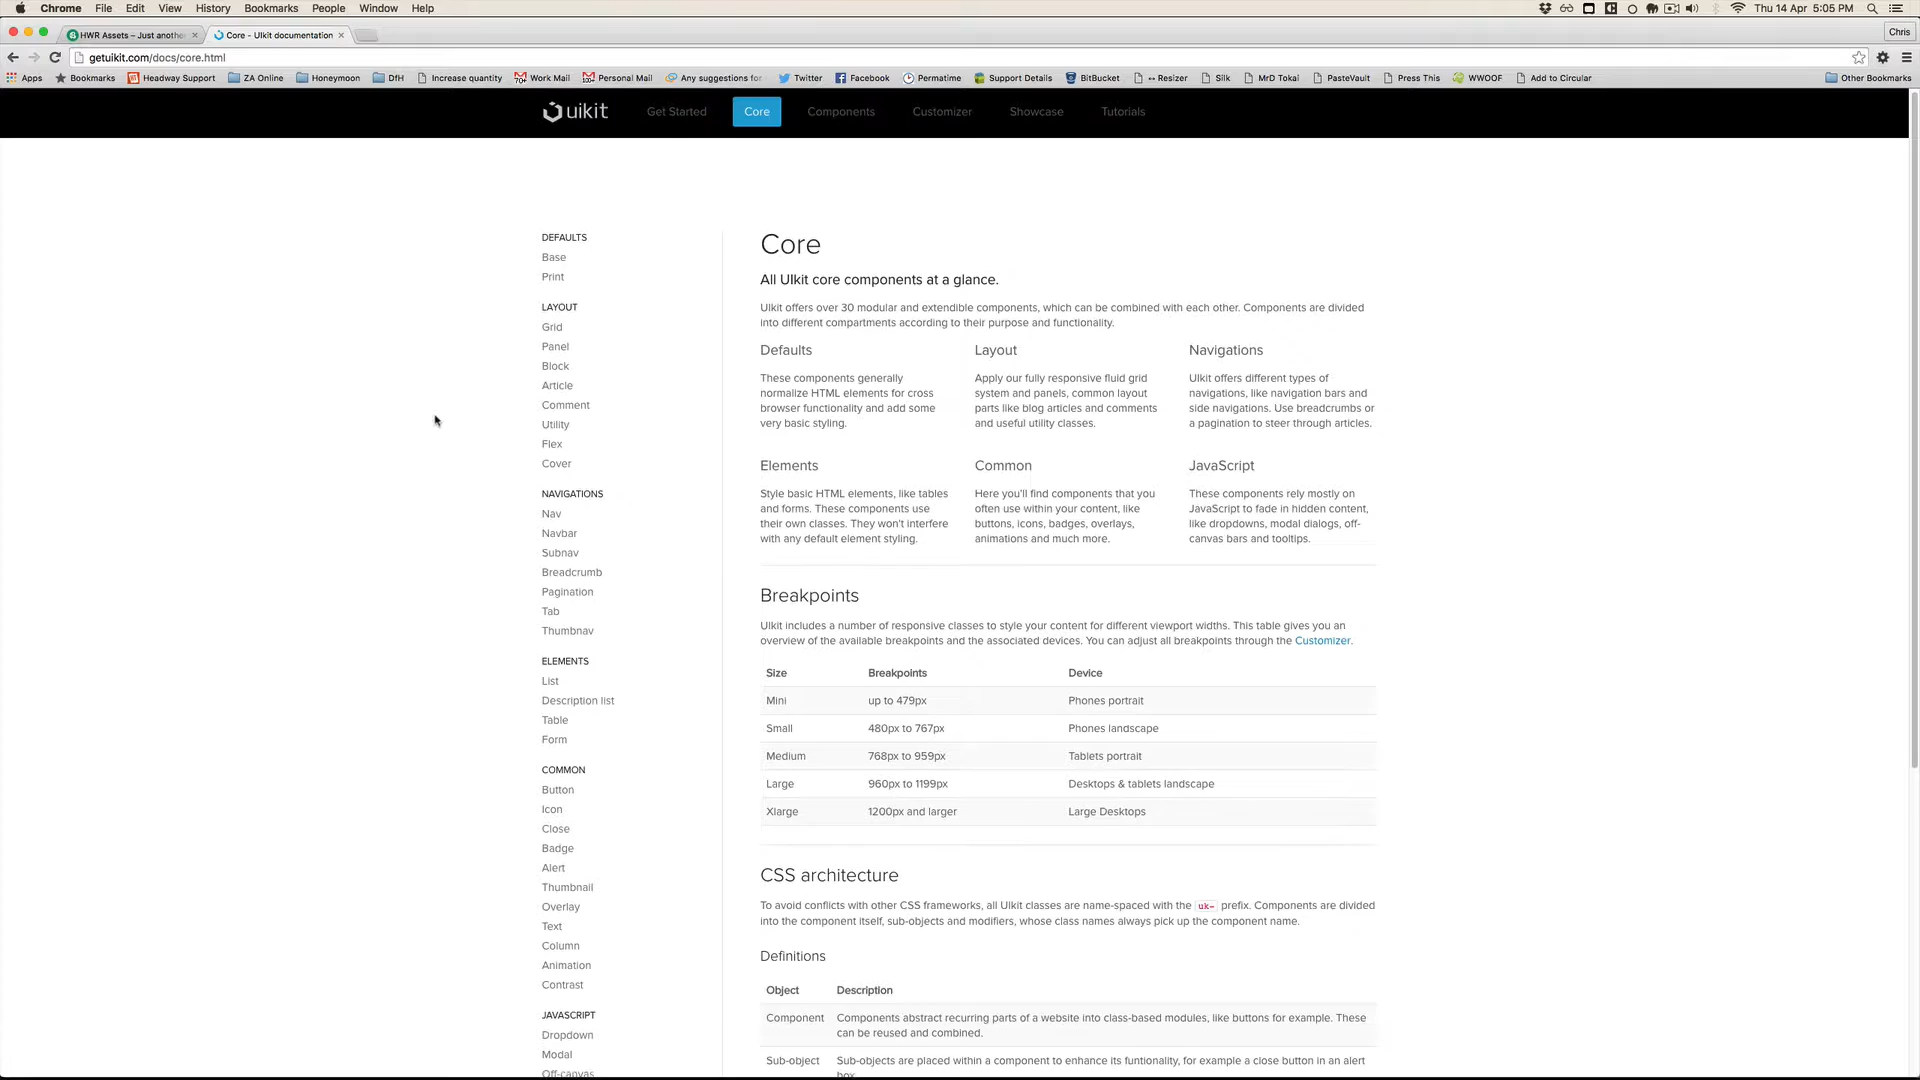 Chrome File Edit View History Bookmarks People Window Help Thu 14 Apr 5:05 PM
HWR Assets – Just anothe
Core - UIkit documentation
Chris
getuikit.com/docs/core.html
Apps Bookmarks Headway Support ZA Online Honeymoon DfH Increase quantity Work Mail Personal Mail Any suggestions for Twitter Facebook Permatime Support Details BitBucket ↔ Resizer Silk MrD Tokai PasteVault Press This WWOOF Add to Circular Other Bookmarks
uikit Get Started Core Components Customizer Showcase Tutorials
DEFAULTS
Base
Print
LAYOUT
Grid
Panel
Block
Article
Comment
Utility
Flex
Cover
NAVIGATIONS
Nav
Navbar
Subnav
Breadcrumb
Pagination
Tab
Thumbnav
ELEMENTS
List
Description list
Table
Form
COMMON
Button
Icon
Close
Badge
Alert
Thumbnail
Overlay
Text
Column
Animation
Contrast
JAVASCRIPT
Dropdown
Modal
Off-canvas
Core
All UIkit core components at a glance.
UIkit offers over 30 modular and extendible components, which can be combined with each other. Components are divided
into different compartments according to their purpose and functionality.
Defaults
These components generally
normalize HTML elements for cross
browser functionality and add some
very basic styling.
Layout
Apply our fully responsive fluid grid
system and panels, common layout
parts like blog articles and comments
and useful utility classes.
Navigations
UIkit offers different types of
navigations, like navigation bars and
side navigations. Use breadcrumbs or
a pagination to steer through articles.
Elements
Style basic HTML elements, like tables
and forms. These components use
their own classes. They won't interfere
with any default element styling.
Common
Here you'll find components that you
often use within your content, like
buttons, icons, badges, overlays,
animations and much more.
JavaScript
These components rely mostly on
JavaScript to fade in hidden content,
like dropdowns, modal dialogs, off-
canvas bars and tooltips.
Breakpoints
UIkit includes a number of responsive classes to style your content for different viewport widths. This table gives you an
overview of the available breakpoints and the associated devices. You can adjust all breakpoints through the Customizer.
Size Breakpoints Device
Mini up to 479px Phones portrait
Small 480px to 767px Phones landscape
Medium 768px to 959px Tablets portrait
Large 960px to 1199px Desktops & tablets landscape
Xlarge 1200px and larger Large Desktops
CSS architecture
To avoid conflicts with other CSS frameworks, all UIkit classes are name-spaced with the uk- prefix. Components are divided
into the component itself, sub-objects and modifiers, whose class names always pick up the component name.
Definitions
Object Description
Component Components abstract recurring parts of a website into class-based modules, like buttons for example. These
can be reused and combined.
Sub-object Sub-objects are placed within a component to enhance its funtionality, for example a close button in an alert
box.